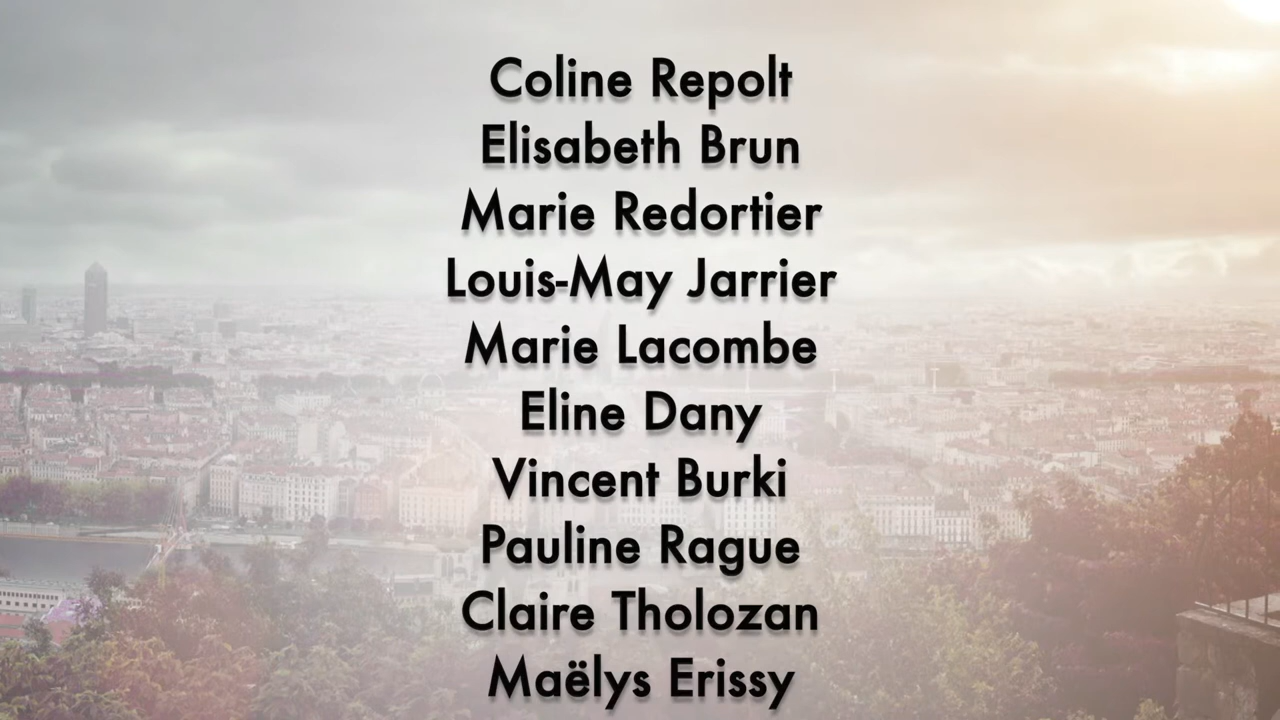 Coline Repolt
Elisabeth Brun
Marie Redortier
Louis-May Jarrier
Marie Lacombe
Eline Dany
Vincent Burki
Pauline Rague
Claire Tholozan
Maëlys Erissy